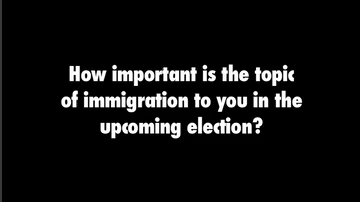 How important is the topic
of immigration to you in the
upcoming election?